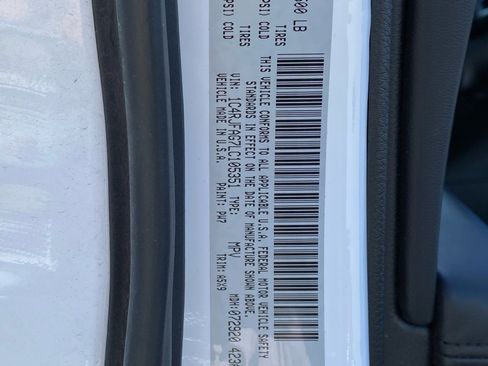 600 LB
TIRES TIRES
PSI) COLD PSI) COLD
THIS VEHICLE CONFORMS TO ALL APPLICABLE U.S.A. FEDERAL MOTOR VEHICLE SAFETY
STANDARDS IN EFFECT ON THE DATE OF MANUFACTURE SHOWN ABOVE.
VIN: 1C4RJFAG7LC105351 TYPE: MPV MDH:072920 423
VEHICLE MADE IN U.S.A. PAINT: PW7 TRIM: A5X9